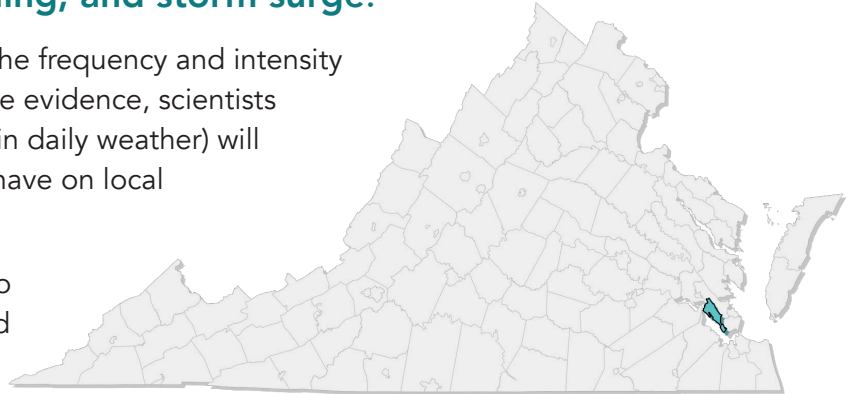 ing, and storm surge.
he frequency and intensity
e evidence, scientists
in daily weather) will
have on local
o
d